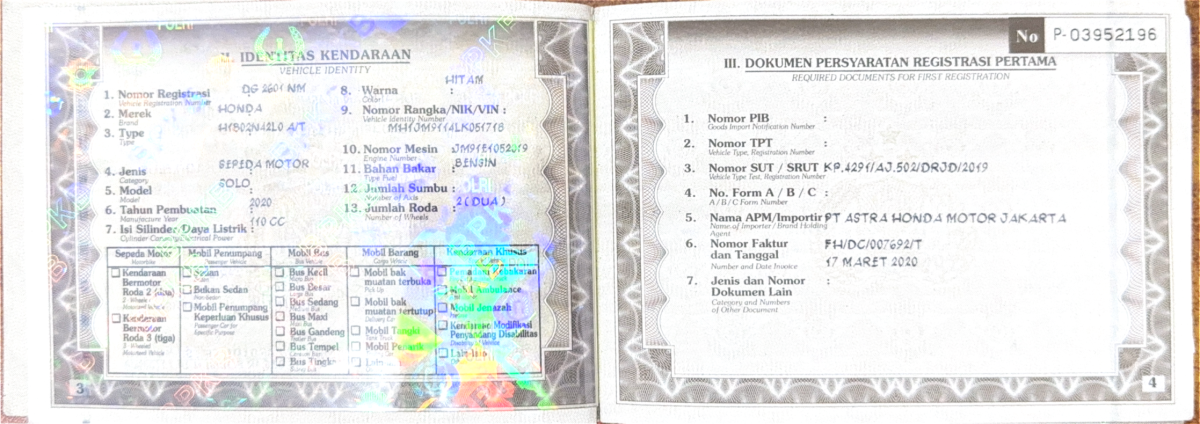 II. IDENTITAS KENDARAAN
VEHICLE IDENTITY
1. Nomor Registrasi DG 2601 NM
Vehicle Registration Number
2. Merek HONDA
Brand
3. Type H1B02N42L0 A/T
Type
4. Jenis : SEPEDA MOTOR
Category
5. Model : SOLO
Model
6. Tahun Pembuatan 2020
Manufacture Year
7. Isi Silinder/Daya Listrik : 110 CC
Cylinder Capacity/Electrical Power
8. Warna : HITAM
Color
9. Nomor Rangka/NIK/VIN :
Vehicle Identity Number
MH1JM9114LK051718
10. Nomor Mesin JM91E1052019
Engine Number
11. Bahan Bakar : BENSIN
Type Fuel
12. Jumlah Sumbu :
Number of Axis
13. Jumlah Roda : 2 (DUA)
Number of Wheels
Sepeda Motor
Kendaraan Bermotor Roda 2 (dua)
Kendaraan Bermotor Roda 3 (tiga)
Mobil Penumpang
Passenger Vehicle
Sedan
Bukan Sedan
Mobil Penumpang Keperluan Khusus
Passenger Car for Specific Purpose
Mobil Bus
Bus Kecil
Bus Besar
Bus Sedang
Bus Maxi
Bus Gandeng
Bus Tempel
Bus Tingkat
Mobil Barang
Mobil bak muatan terbuka
Pick Up
Mobil bak muatan tertutup
Delivery Car
Mobil Tangki
Mobil Penarik
Kendaraan Khusus
Pemadam Kebakaran
Mobil Ambulance
Mobil Jenazah
Kendaraan Modifikasi Penyandang Disabilitas
Lain-lain
3
No P-03952196
III. DOKUMEN PERSYARATAN REGISTRASI PERTAMA
REQUIRED DOCUMENTS FOR FIRST REGISTRATION
1. Nomor PIB :
Goods Import Notification Number
2. Nomor TPT :
Vehicle Type, Registration Number
3. Nomor SUT / SRUT KP.4291/AJ.502/DRJD/2019
Vehicle Type Test, Registration Number
4. No. Form A / B / C :
A / B / C Form Number
5. Nama APM/Importir PT ASTRA HONDA MOTOR JAKARTA
Name of Importer / Brand Holding
Agent
6. Nomor Faktur : FH/DC/007692/T
dan Tanggal 17 MARET 2020
Number and Date Invoice
7. Jenis dan Nomor :
Dokumen Lain
Category and Numbers
of Other Document
4